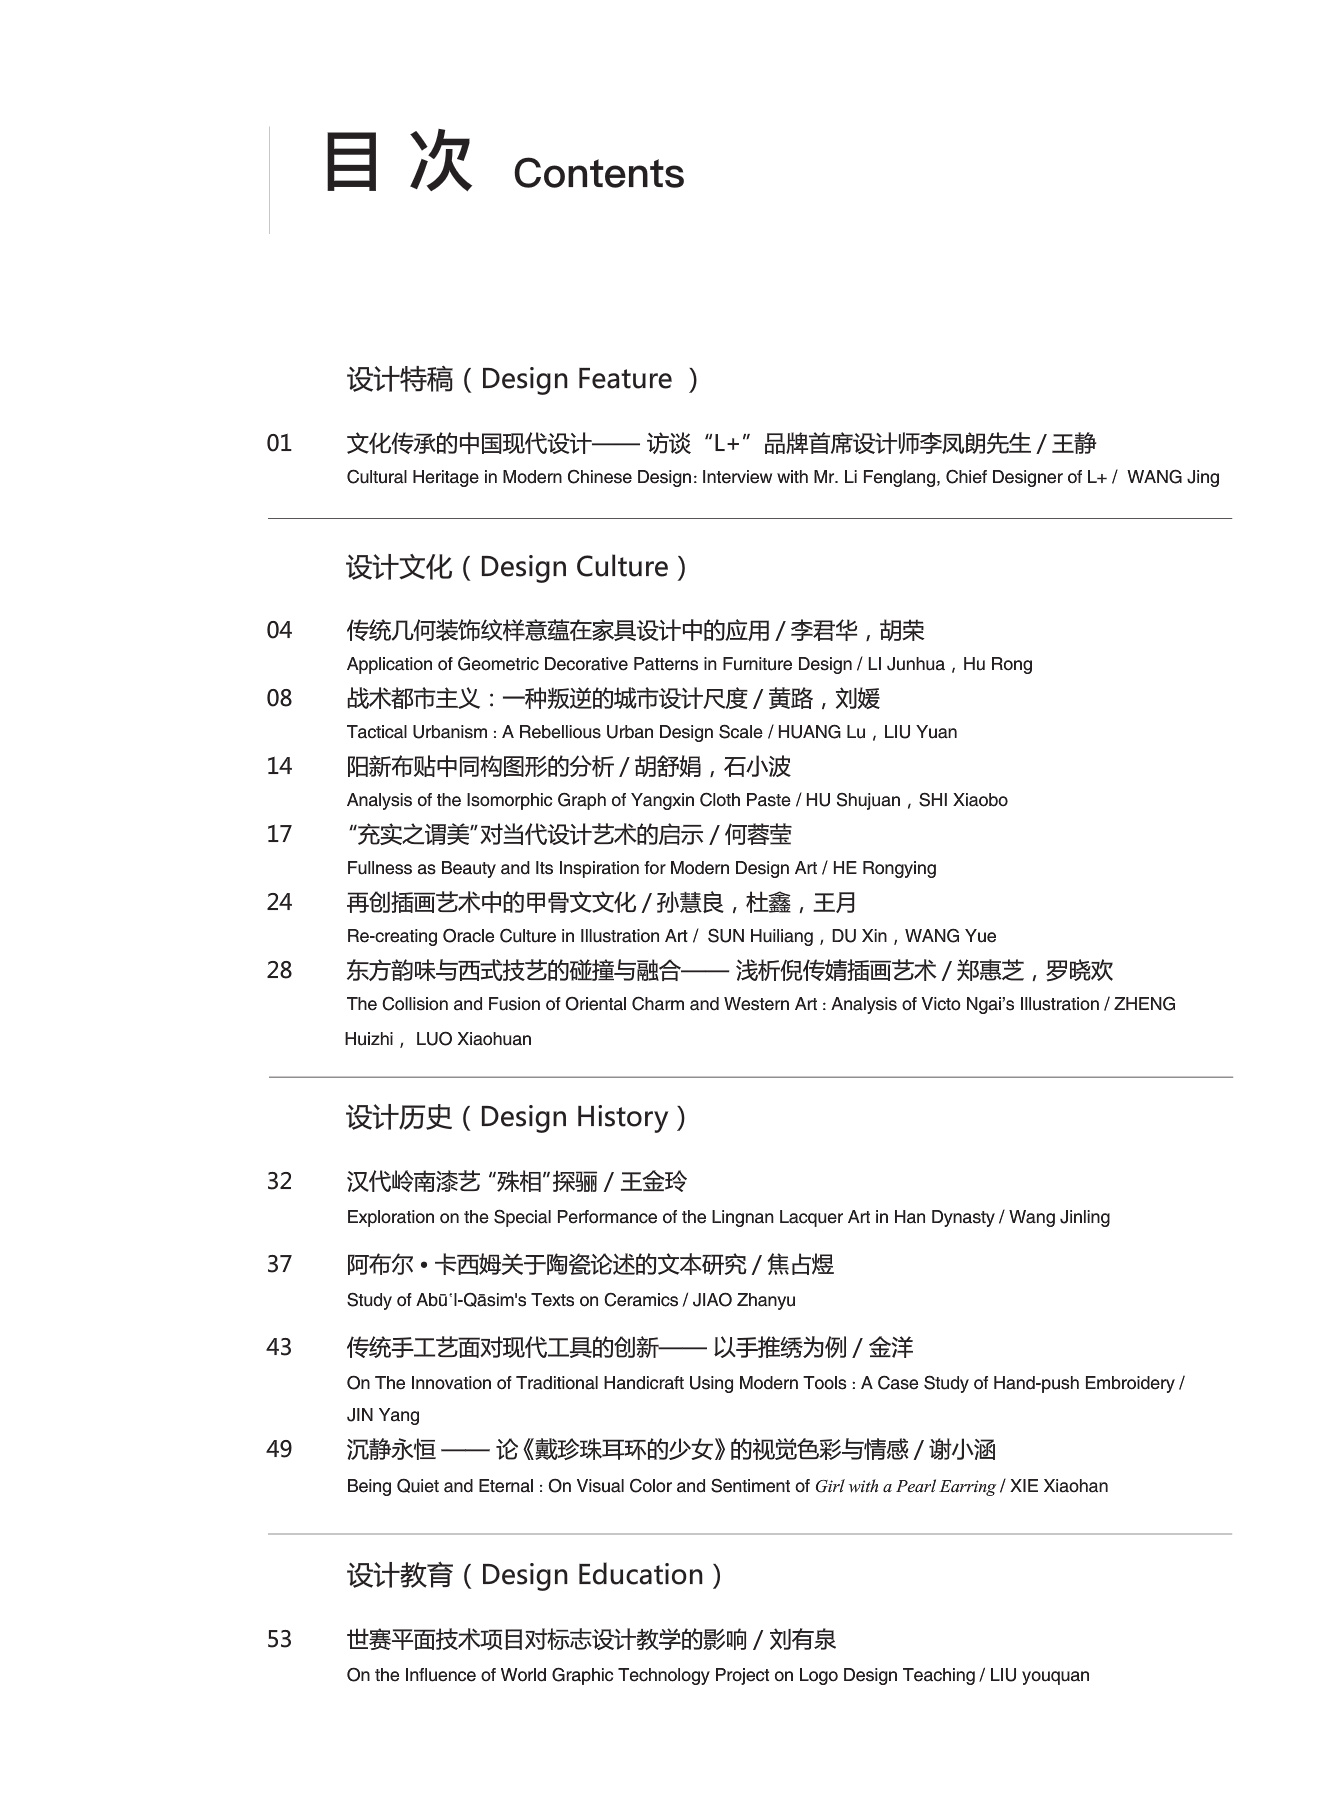 目 次 Contents
设计特稿（Design Feature ）
01 文化传承的中国现代设计—— 访谈“L+”品牌首席设计师李凤朗先生 / 王静
Cultural Heritage in Modern Chinese Design: Interview with Mr. Li Fenglang, Chief Designer of L+ / WANG Jing
设计文化（Design Culture）
04 传统几何装饰纹样意蕴在家具设计中的应用 / 李君华，胡荣
Application of Geometric Decorative Patterns in Furniture Design / LI Junhua，Hu Rong
08 战术都市主义：一种叛逆的城市设计尺度 / 黄路，刘媛
Tactical Urbanism : A Rebellious Urban Design Scale / HUANG Lu，LIU Yuan
14 阳新布贴中同构图形的分析 / 胡舒娟，石小波
Analysis of the Isomorphic Graph of Yangxin Cloth Paste / HU Shujuan，SHI Xiaobo
17 “充实之谓美”对当代设计艺术的启示 / 何蓉莹
Fullness as Beauty and Its Inspiration for Modern Design Art / HE Rongying
24 再创插画艺术中的甲骨文文化 / 孙慧良，杜鑫，王月
Re-creating Oracle Culture in Illustration Art / SUN Huiliang，DU Xin，WANG Yue
28 东方韵味与西式技艺的碰撞与融合—— 浅析倪传婧插画艺术 / 郑惠芝，罗晓欢
The Collision and Fusion of Oriental Charm and Western Art : Analysis of Victo Ngai’s Illustration / ZHENG
Huizhi， LUO Xiaohuan
设计历史（Design History）
32 汉代岭南漆艺 “殊相”探骊 / 王金玲
Exploration on the Special Performance of the Lingnan Lacquer Art in Han Dynasty / Wang Jinling
37 阿布尔 • 卡西姆关于陶瓷论述的文本研究 / 焦占煜
Study of Abū῾l-Qāsim's Texts on Ceramics / JIAO Zhanyu
43 传统手工艺面对现代工具的创新—— 以手推绣为例 / 金洋
On The Innovation of Traditional Handicraft Using Modern Tools : A Case Study of Hand-push Embroidery /
JIN Yang
49 沉静永恒 —— 论《戴珍珠耳环的少女》的视觉色彩与情感 / 谢小涵
Being Quiet and Eternal : On Visual Color and Sentiment of Girl with a Pearl Earring / XIE Xiaohan
设计教育（Design Education）
53 世赛平面技术项目对标志设计教学的影响 / 刘有泉
On the Influence of World Graphic Technology Project on Logo Design Teaching / LIU youquan